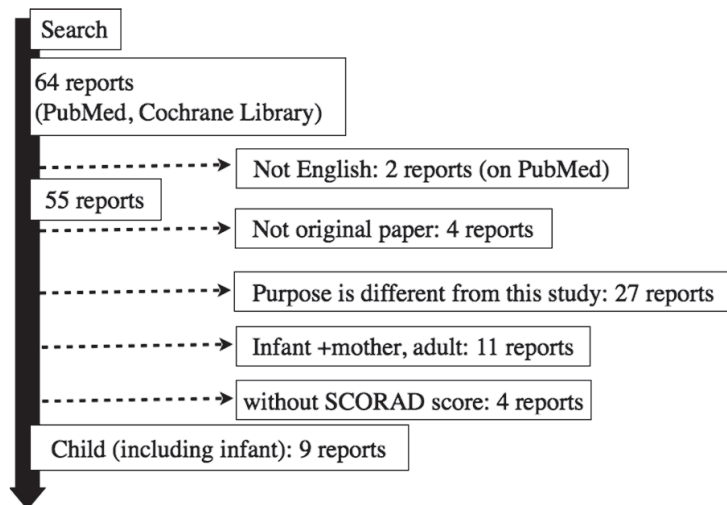 Search
64 reports
(PubMed, Cochrane Library)
Not English: 2 reports (on PubMed)
55 reports
Not original paper: 4 reports
Purpose is different from this study: 27 reports
Infant +mother, adult: 11 reports
without SCORAD score: 4 reports
Child (including infant): 9 reports